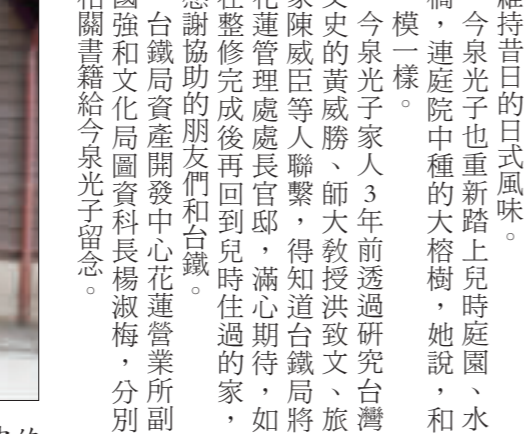 維持昔日的日式風味。
今泉光子也重新踏上兒時庭園、水
橋，連庭院中種的大榕樹，她說，和
模一樣。
今泉光子家人3年前透過研究台灣
文史的黃威勝、師大教授洪致文、旅
家陳威臣等人聯繫，得知道台鐵局將
花蓮管理處處長官邸，滿心期待，如
在整修完成後再回到兒時住過的家，
感謝協助的朋友們和台鐵。
台鐵局資產開發中心花蓮營業所副
國強和文化局圖資科長楊淑梅，分別
相關書籍給今泉光子留念。